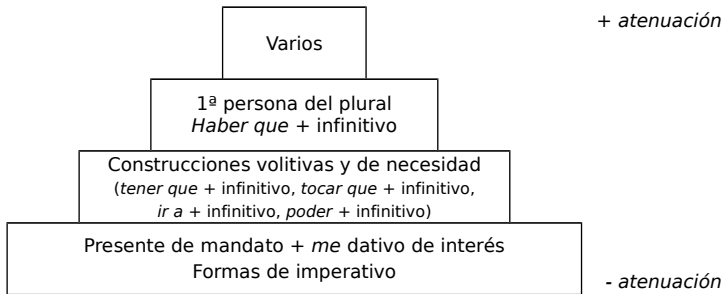 + atenuación
Varios
1ª persona del plural
Haber que + infinitivo
Construcciones volitivas y de necesidad
(tener que + infinitivo, tocar que + infinitivo,
ir a + infinitivo, poder + infinitivo)
Presente de mandato + me dativo de interés
Formas de imperativo
- atenuación